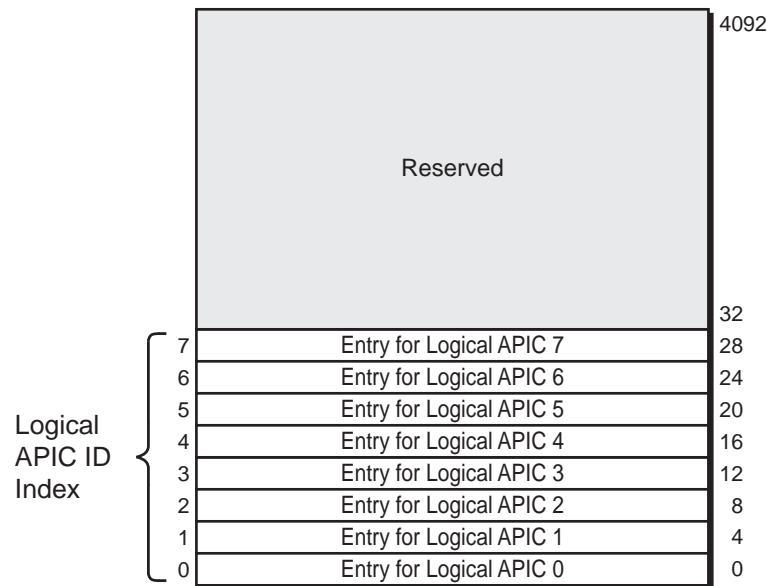 4092
Reserved
32
7 Entry for Logical APIC 7 28
6 Entry for Logical APIC 6 24
5 Entry for Logical APIC 5 20
4 Entry for Logical APIC 4 16
3 Entry for Logical APIC 3 12
2 Entry for Logical APIC 2 8
1 Entry for Logical APIC 1 4
0 Entry for Logical APIC 0 0
Logical
APIC ID
Index